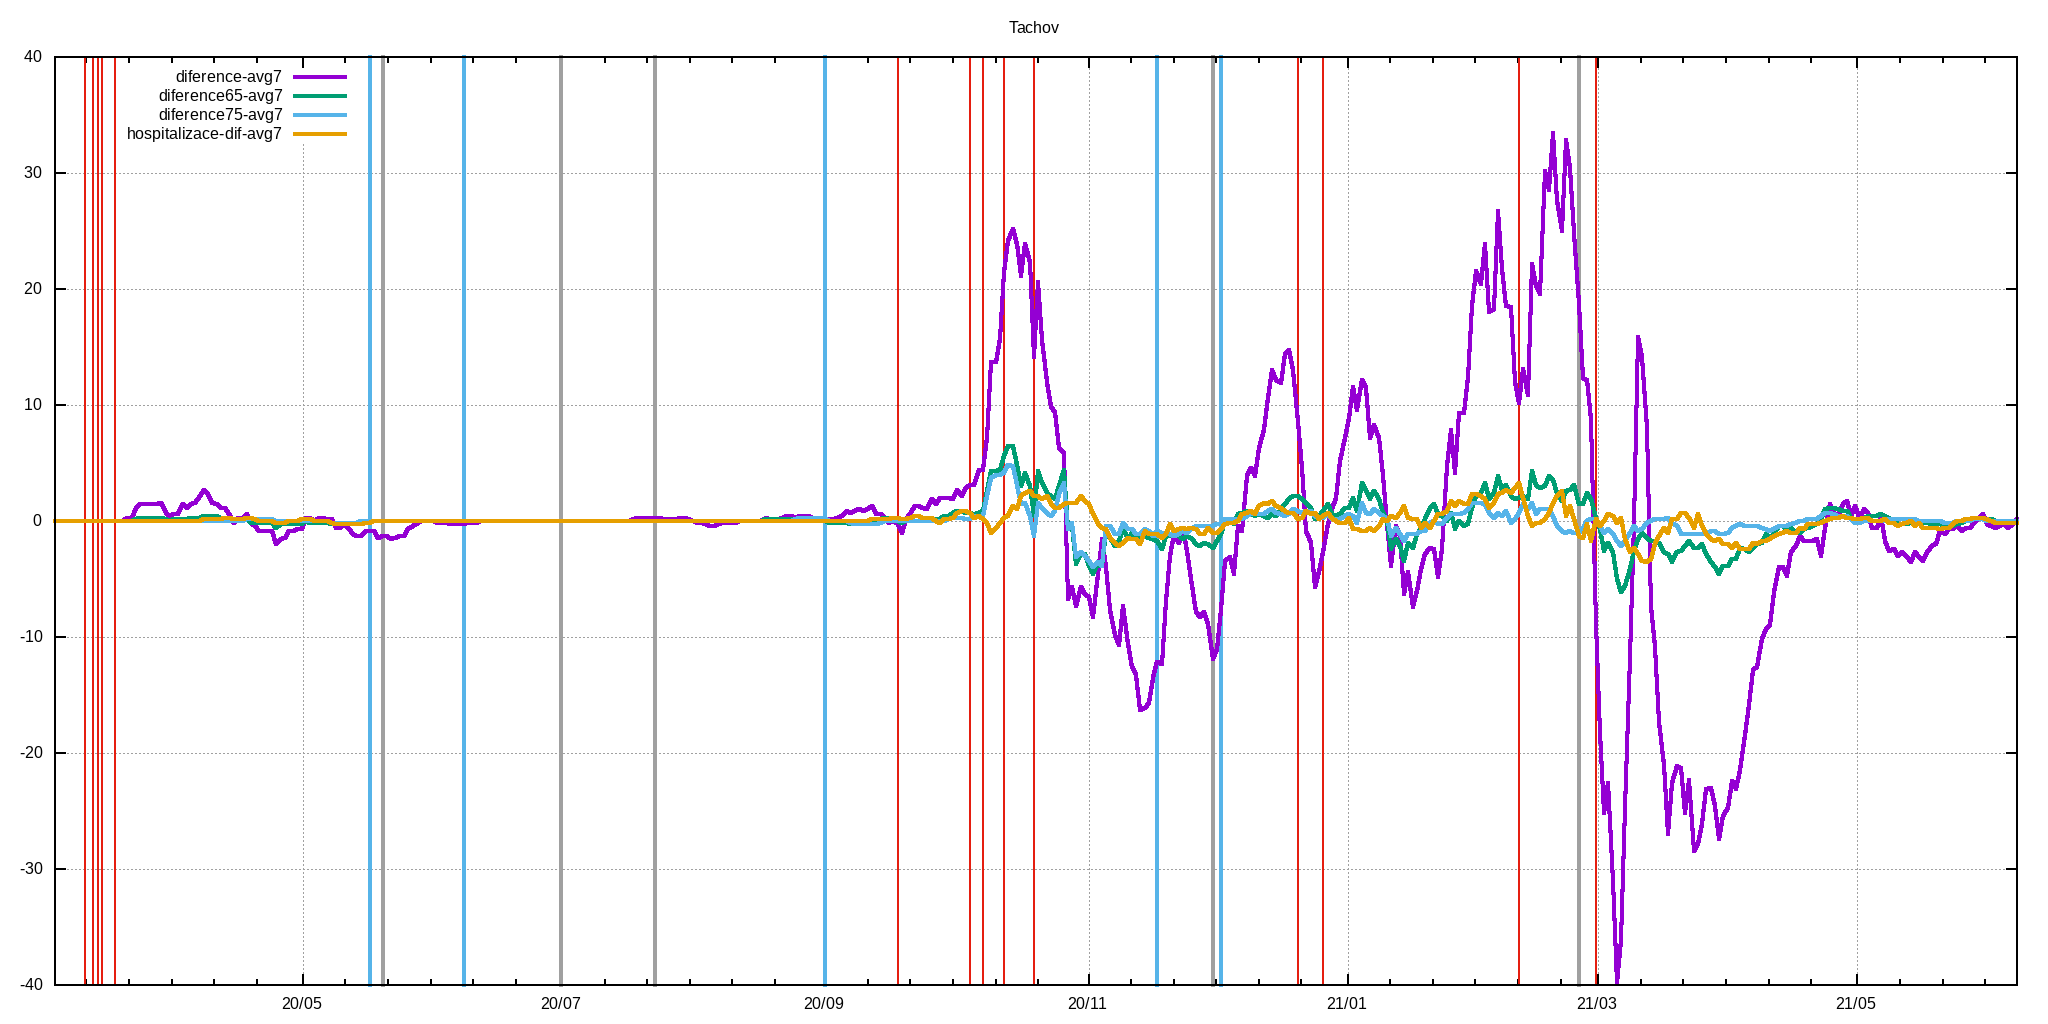 Tachov
40
30
20
10
0
-10
-20
-30
-40
diference-avg7
diference65-avg7
diference75-avg7
hospitalizace-dif-avg7
20/05 20/07 20/09 20/11 21/01 21/03 21/05